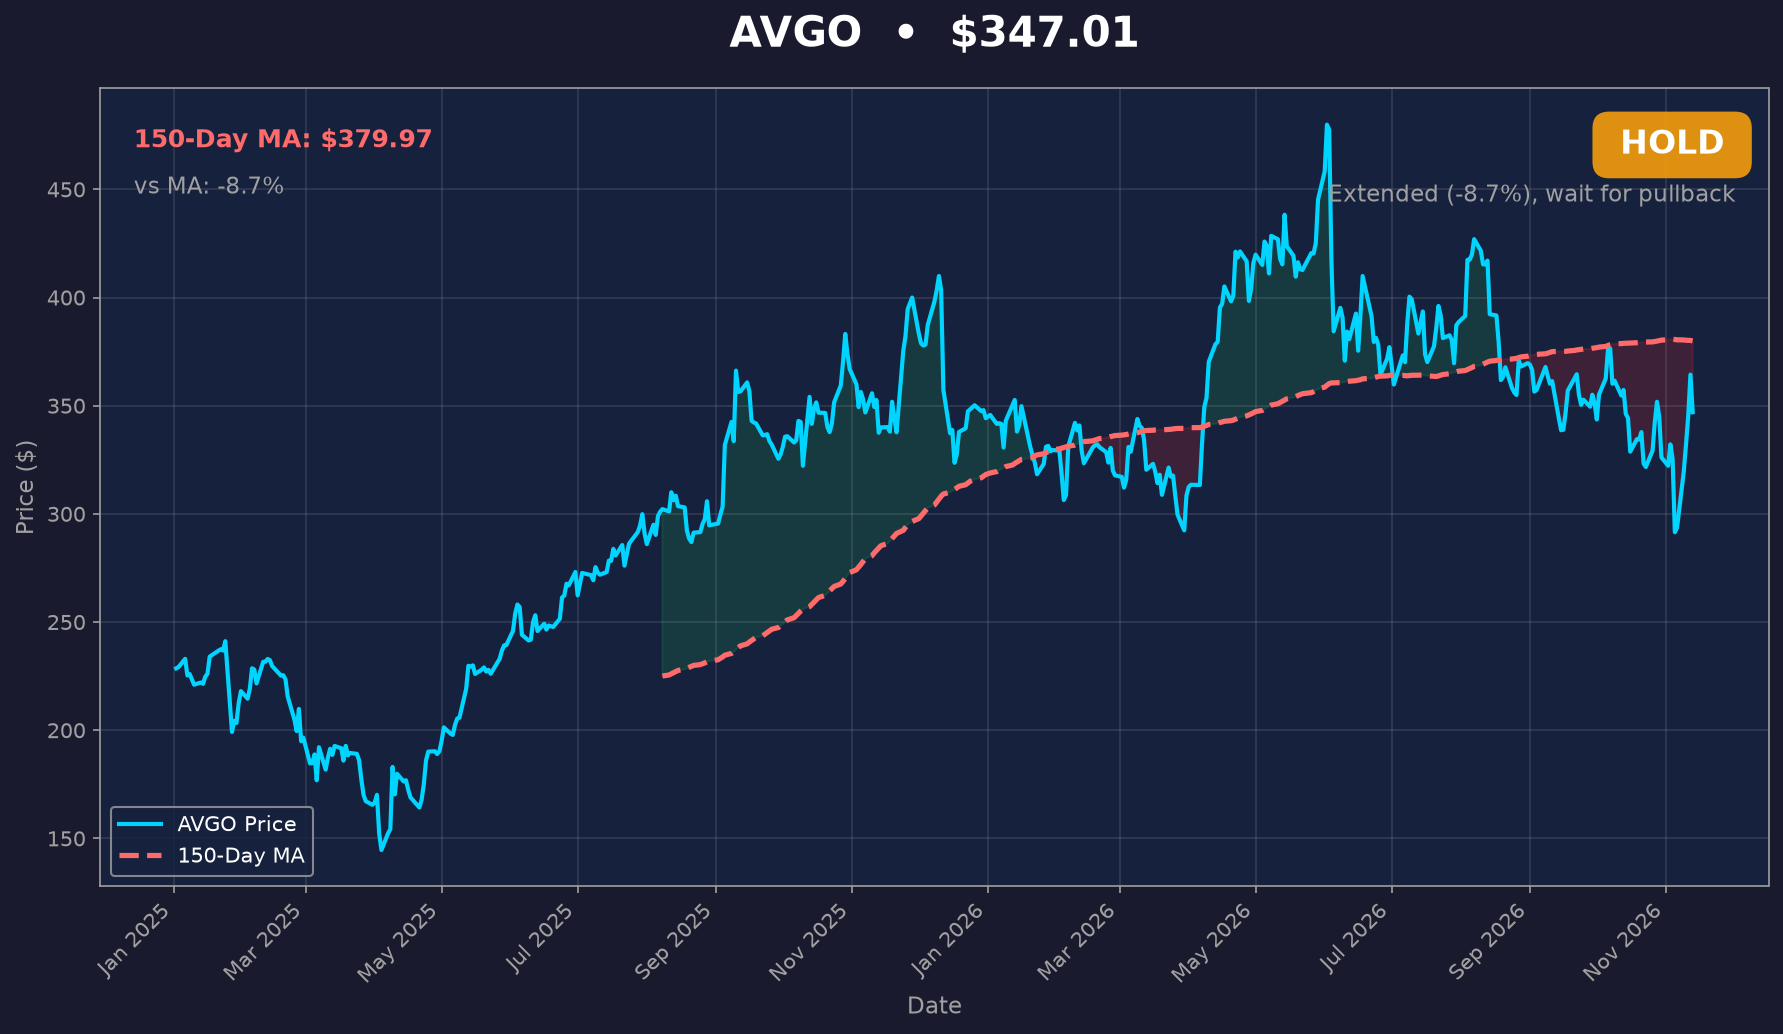 AVGO • $347.01
150-Day MA: $379.97
vs MA: -8.7%
HOLD
Extended (-8.7%), wait for pullback
Price ($)
450
400
350
300
250
200
150
AVGO Price
150-Day MA
Jan 2025
Mar 2025
May 2025
Jul 2025
Sep 2025
Nov 2025
Jan 2026
Mar 2026
May 2026
Jul 2026
Sep 2026
Nov 2026
Date